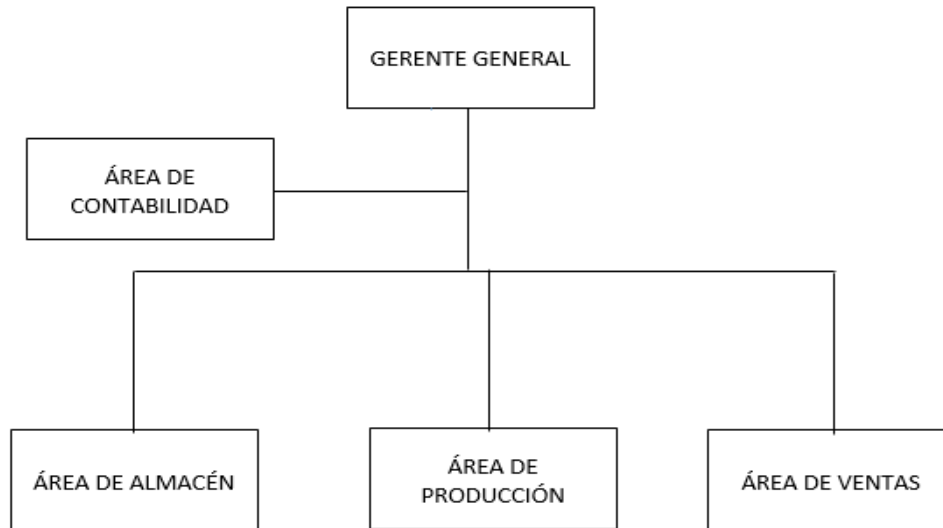 GERENTE GENERAL
ÁREA DE
CONTABILIDAD
ÁREA DE ALMACÉN
ÁREA DE
PRODUCCIÓN
ÁREA DE VENTAS